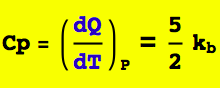 Cp = (dQ/dT)_P = 5/2 k_b